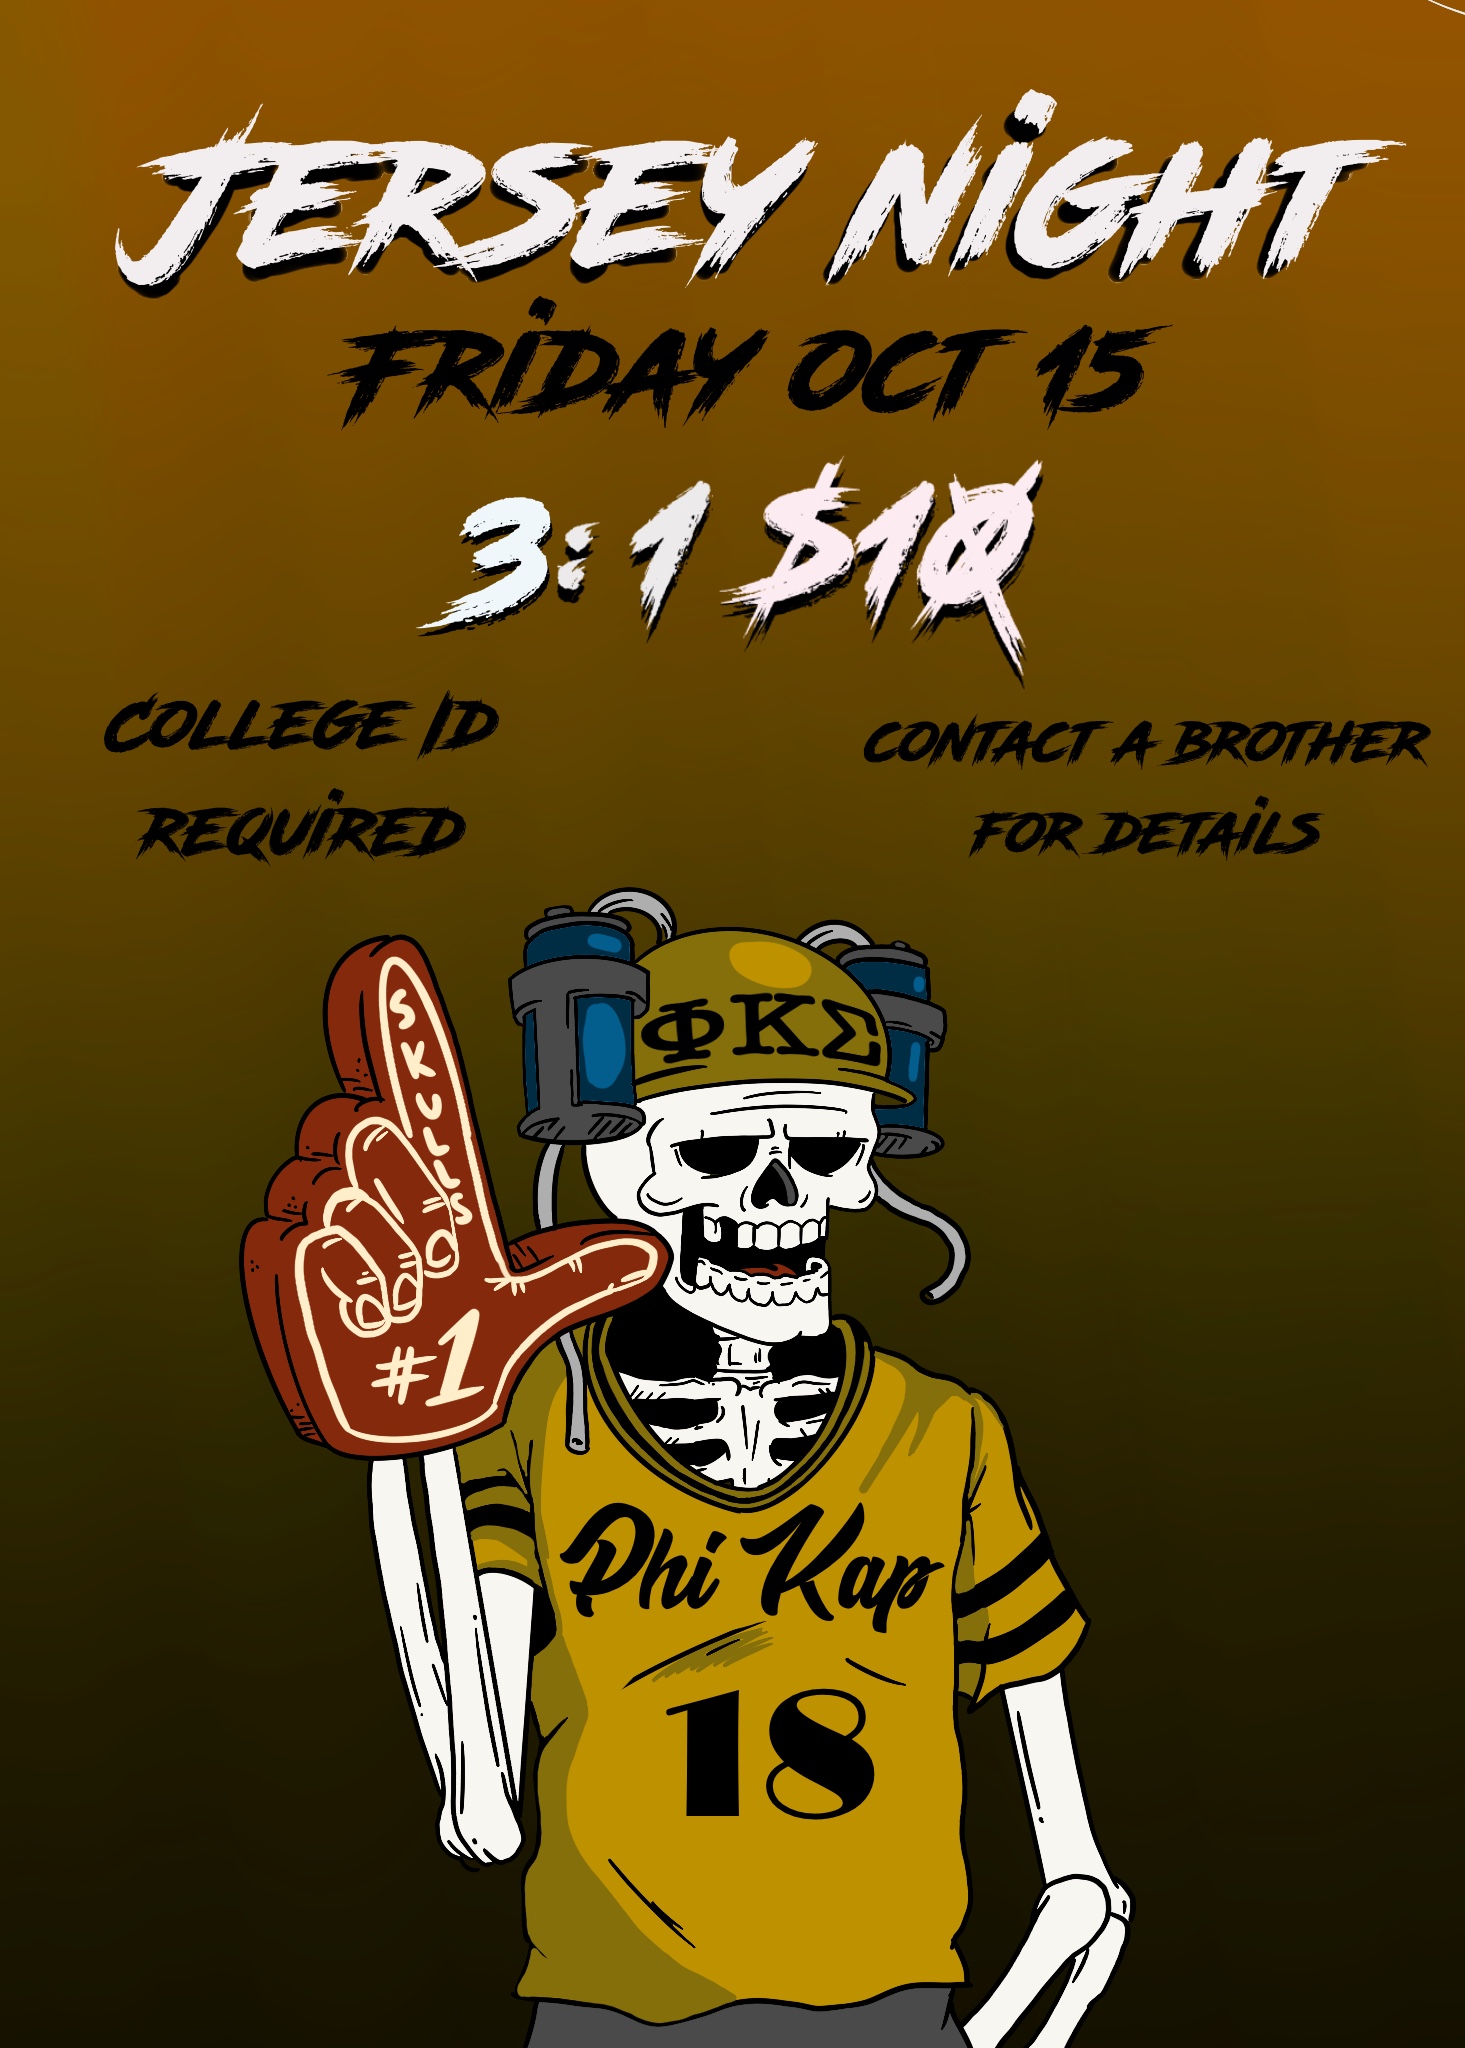 JERSEY NIGHT
FRIDAY OCT 15
3:1 $10
COLLEGE ID
REQUIRED
CONTACT A BROTHER
FOR DETAILS
ΦΚΣ
SKULLS
#1
Phi Kap
18